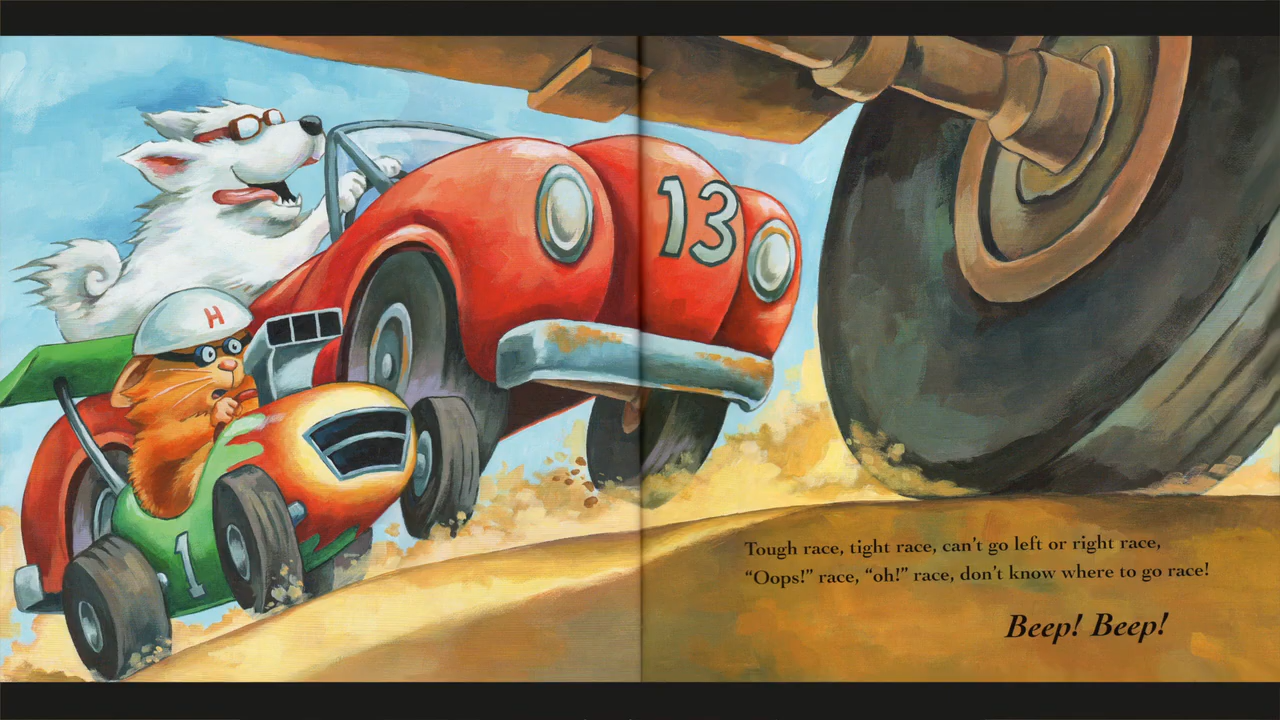 H
13
1
Tough race, tight race, can't go left or right race,
"Oops!" race, "oh!" race, don't know where to go race!
Beep! Beep!